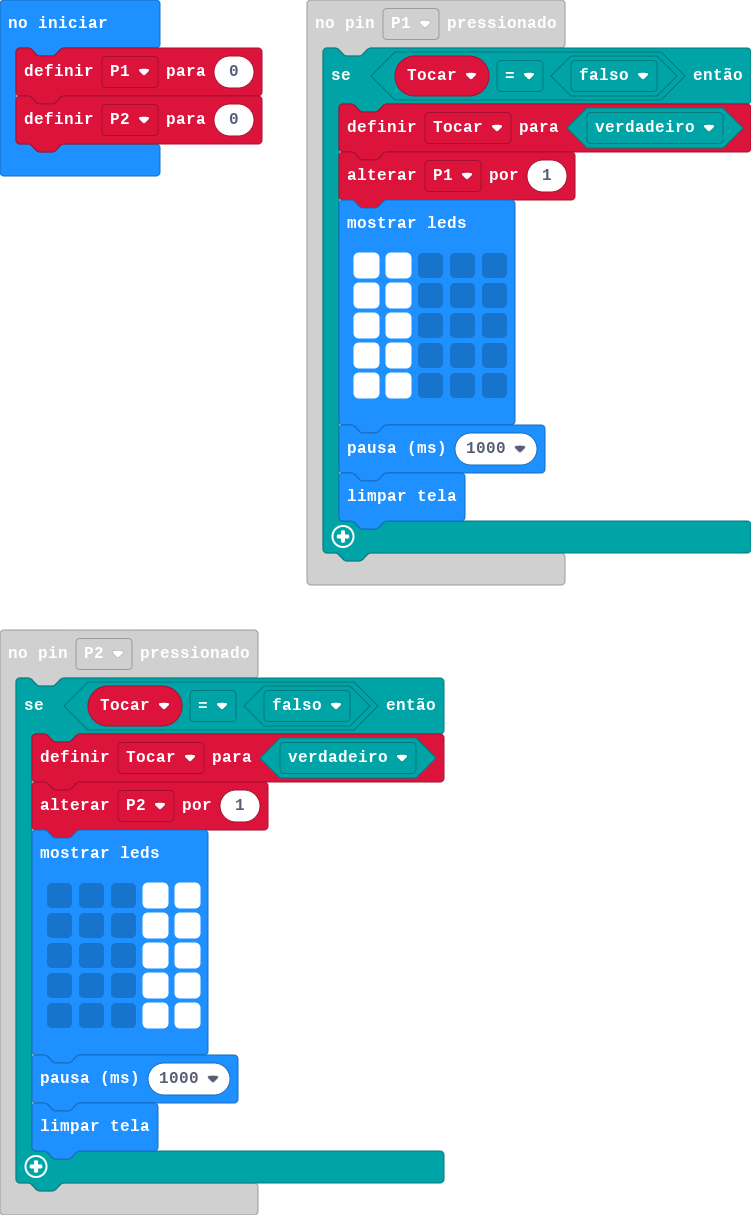 no iniciar
definir P1 para 0
definir P2 para 0
no pin P1 pressionado
se Tocar = falso então
definir Tocar para verdadeiro
alterar P1 por 1
mostrar leds
pausa (ms) 1000
limpar tela
no pin P2 pressionado
se Tocar = falso então
definir Tocar para verdadeiro
alterar P2 por 1
mostrar leds
pausa (ms) 1000
limpar tela